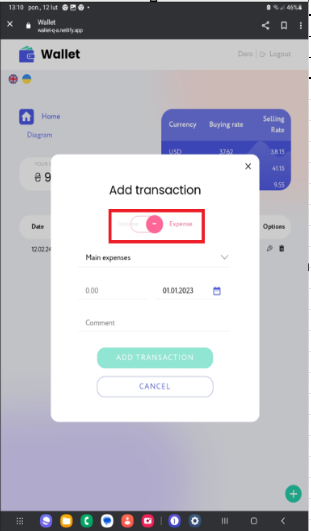 13:10 pon., 12 lut
46%
Wallet
wallet-q-a.netlify.app
Wallet
Logout
Home
Diagram
Currency Buying rate Selling Rate
USD 37.62 38.15
41.15
9.55
₴ 9
Date Options
12.02.24
Add transaction
Expense
Main expenses
0.00 01.01.2023
Comment
ADD TRANSACTION
CANCEL